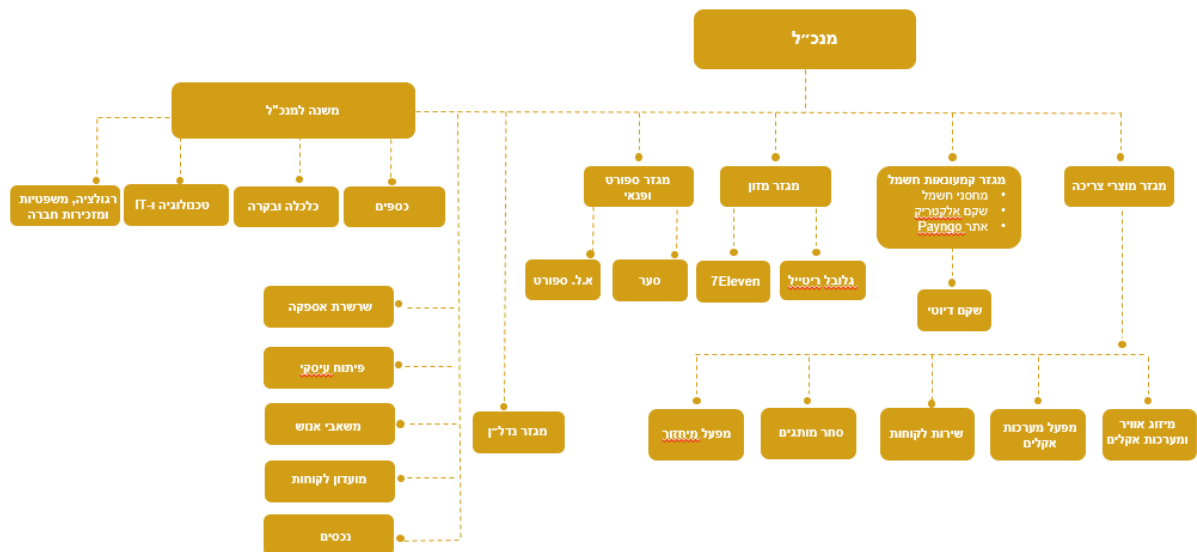 מנכ״ל
משנה למנכ"ל
מגזר מוצרי צריכה
מגזר קמעונאות חשמל
• מחסני חשמל
• שקם אלקטריק
• אתר Payngo
מגזר מזון
מגזר ספורט
ופנאי
כספים
כלכלה ובקרה
טכנולוגיה ו-IT
רגולציה, משפטיות
ומזכירות חברה
שקם דיוטי
גלובל ריטייל
7Eleven
סער
א.ל. ספורט
מיזוג אוויר
ומערכות אקלים
מפעל מערכות
אקלים
שירות לקוחות
סחר מותגים
מפעל מיחזור
מגזר נדל״ן
שרשרת אספקה
פיתוח עיסקי
משאבי אנוש
מועדון לקוחות
נכסים